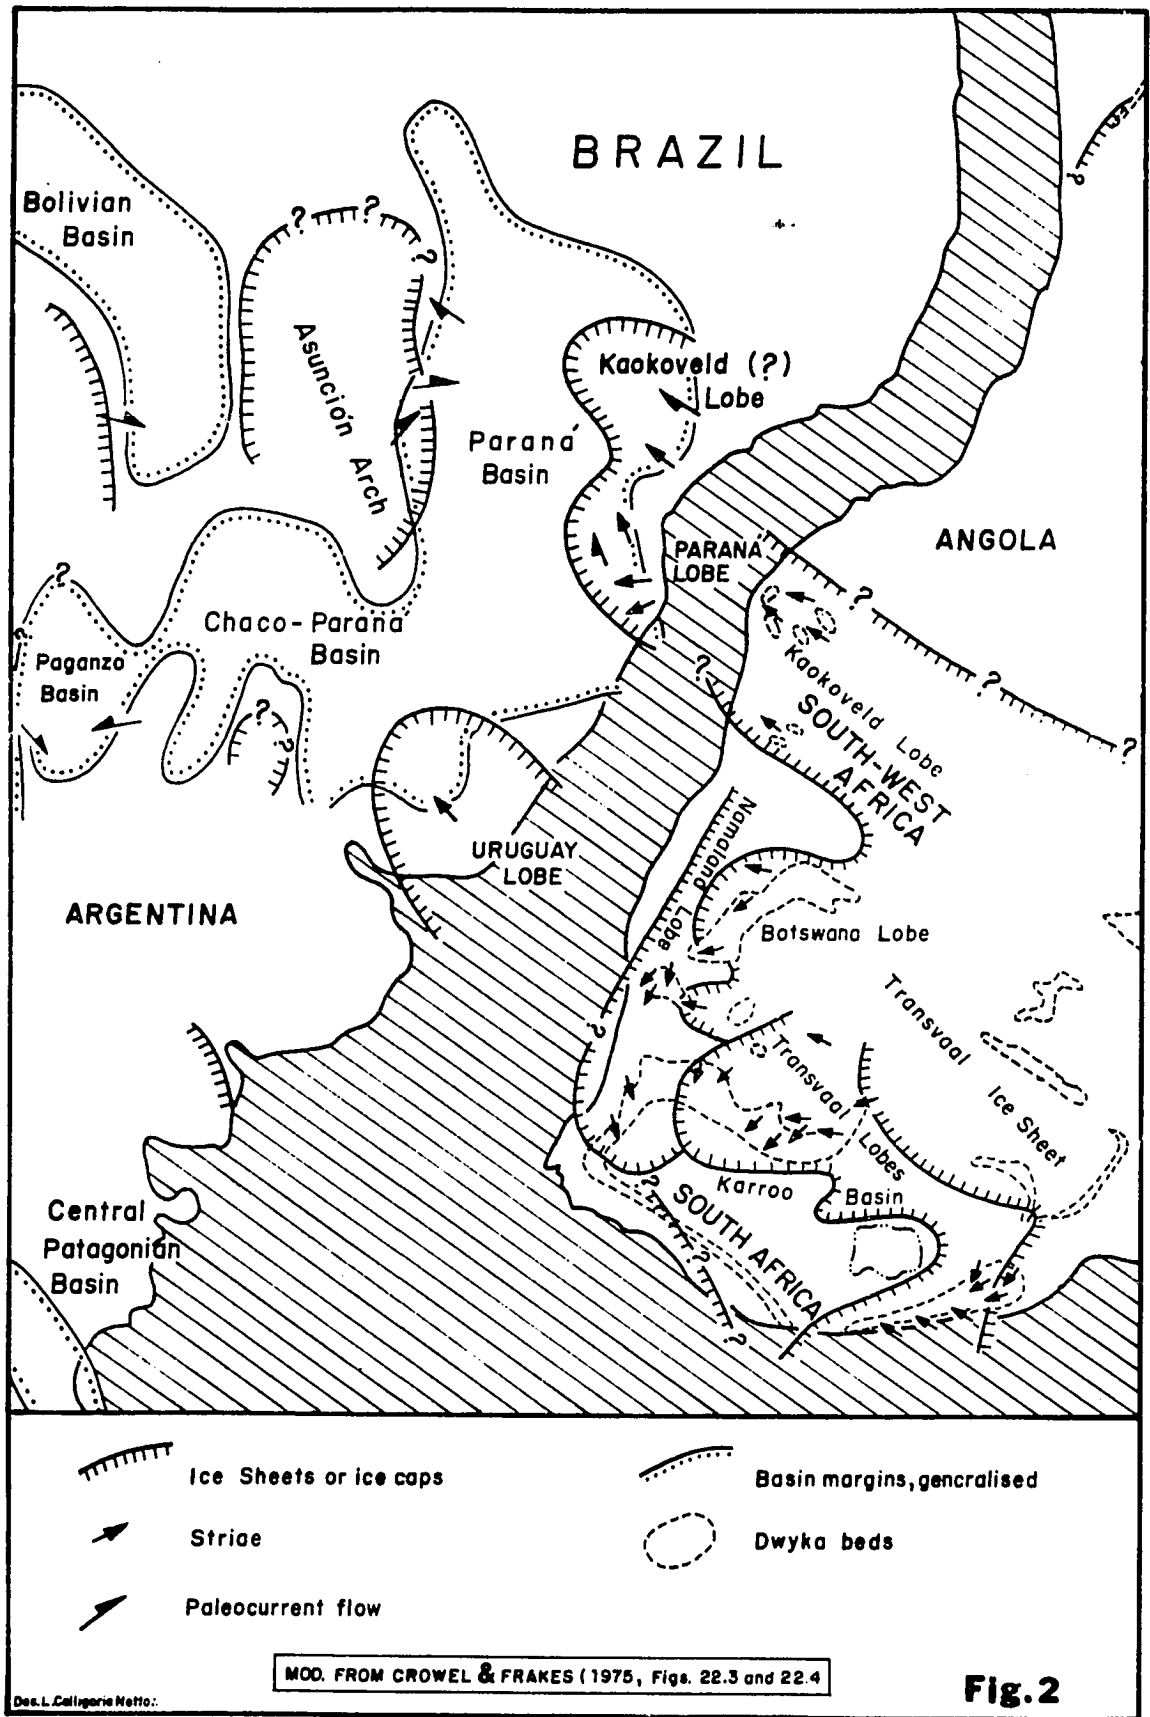 BRAZIL
Bolivian
Basin
?
?
?
Asunción Arch
Kaokoveld (?)
Lobe
Paraná
Basin
ANGOLA
PARANA
LOBE
?
?
?
?
?
Chaco-Paraná
Basin
?
Paganzo
Basin
?
?
Kaokoveld Lobe
SOUTH-WEST
AFRICA
Namaland Lobe
URUGUAY
LOBE
ARGENTINA
Botswana Lobe
Transvaal Ice Sheet
?
Transvaal Lobes
Karroo Basin
?
SOUTH AFRICA
?
?
Central
Patagonian
Basin
Ice Sheets or ice caps
Basin margins, gencralised
Striae
Dwyka beds
Paleocurrent flow
MOD. FROM CROWEL & FRAKES (1975, Figs. 22.3 and 22.4
Des. L. Calligaris Netto.
Fig.2